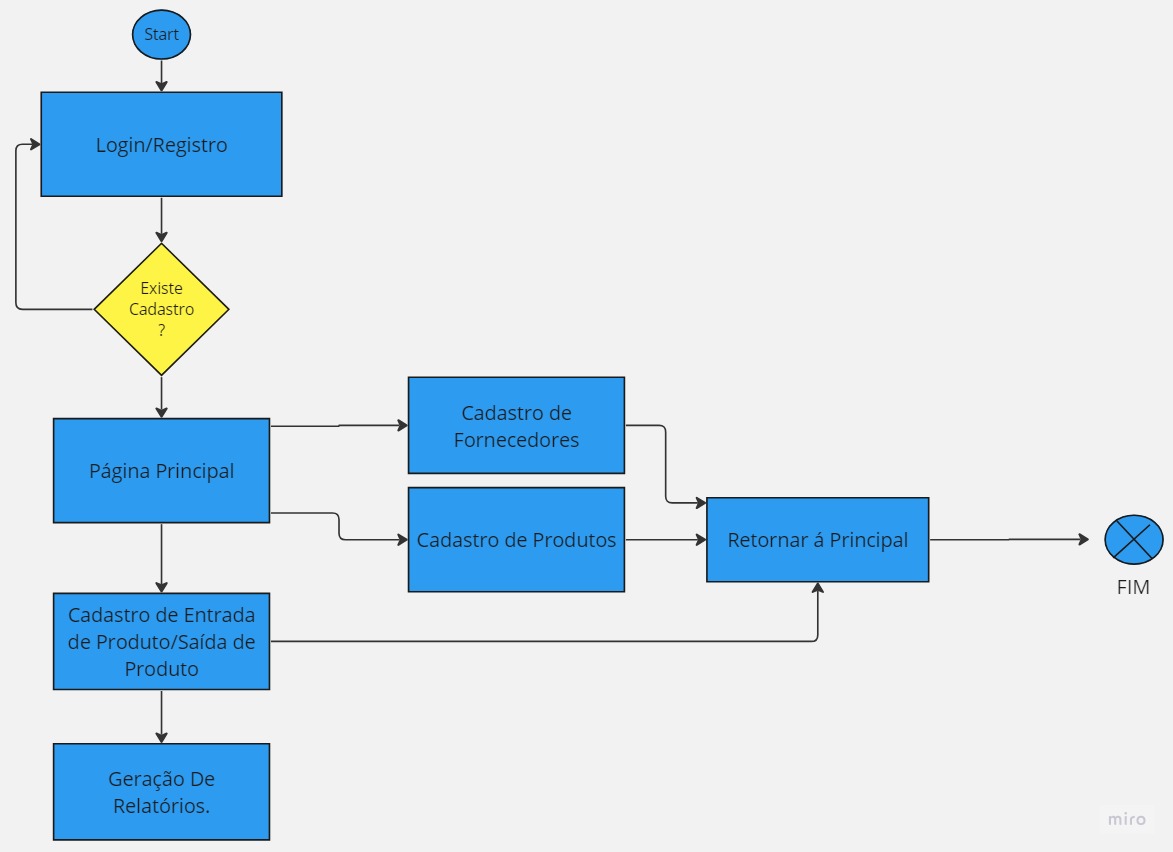 Start
Login/Registro
Existe
Cadastro
?
Página Principal
Cadastro de
Fornecedores
Cadastro de Produtos
Retornar á Principal
FIM
Cadastro de Entrada
de Produto/Saída de
Produto
Geração De
Relatórios.
miro